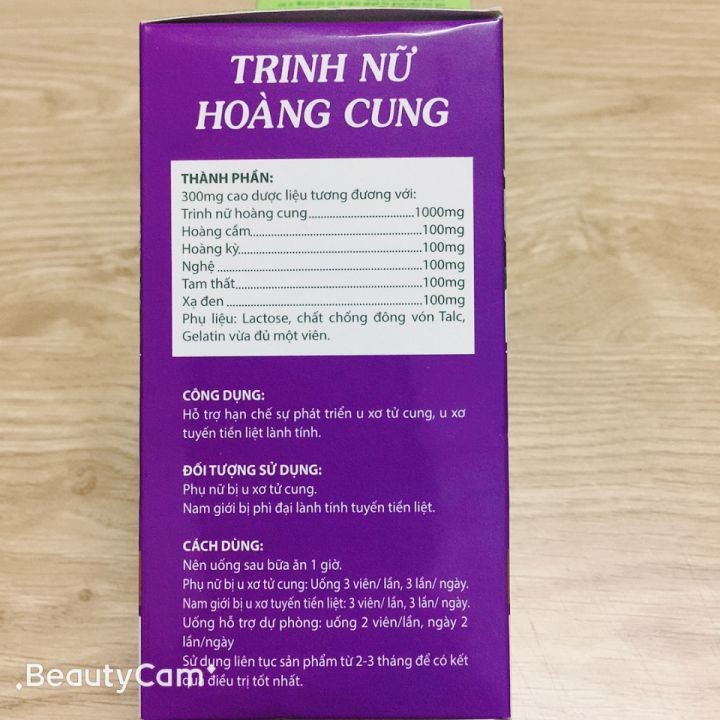 TRINH NỮ
HOÀNG CUNG
THÀNH PHẦN:
300mg cao dược liệu tương đương với:
Trinh nữ hoàng cung........................1000mg
Hoàng cầm........................................100mg
Hoàng kỳ...........................................100mg
Nghệ ................................................100mg
Tam thất............................................100mg
Xạ đen ..............................................100mg
Phụ liệu: Lactose, chất chống đông vón Talc,
Gelatin vừa đủ một viên.
CÔNG DỤNG:
Hỗ trợ hạn chế sự phát triển u xơ tử cung, u xơ
tuyến tiền liệt lành tính.
ĐỐI TƯỢNG SỬ DỤNG:
Phụ nữ bị u xơ tử cung.
Nam giới bị phì đại lành tính tuyến tiền liệt.
CÁCH DÙNG:
Nên uống sau bữa ăn 1 giờ.
Phụ nữ bị u xơ tử cung: Uống 3 viên/ lần, 3 lần/ ngày.
Nam giới bị u xơ tuyến tiền liệt: 3 viên/ lần, 3 lần/ ngày.
Uống hỗ trợ dự phòng: uống 2 viên/lần, ngày 2
lần/ngày
Sử dụng liên tục sản phẩm từ 2-3 tháng để có kết
quả điều trị tốt nhất.
BeautyCam